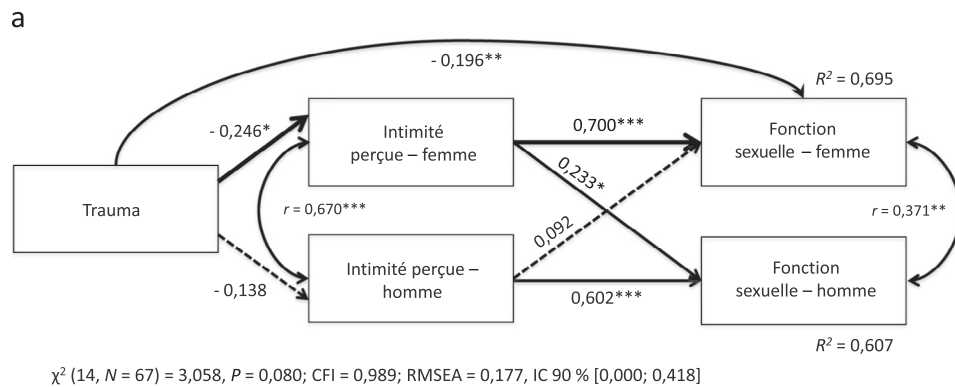 a
- 0,196**
R² = 0,695
- 0,246*
Intimité
perçue – femme
0,700***
Fonction
sexuelle – femme
0,233*
Trauma
r = 0,670***
r = 0,371**
0,092
- 0,138
Intimité perçue –
homme
0,602***
Fonction
sexuelle – homme
R² = 0,607
χ² (14, N = 67) = 3,058, P = 0,080; CFI = 0,989; RMSEA = 0,177, IC 90 % [0,000; 0,418]